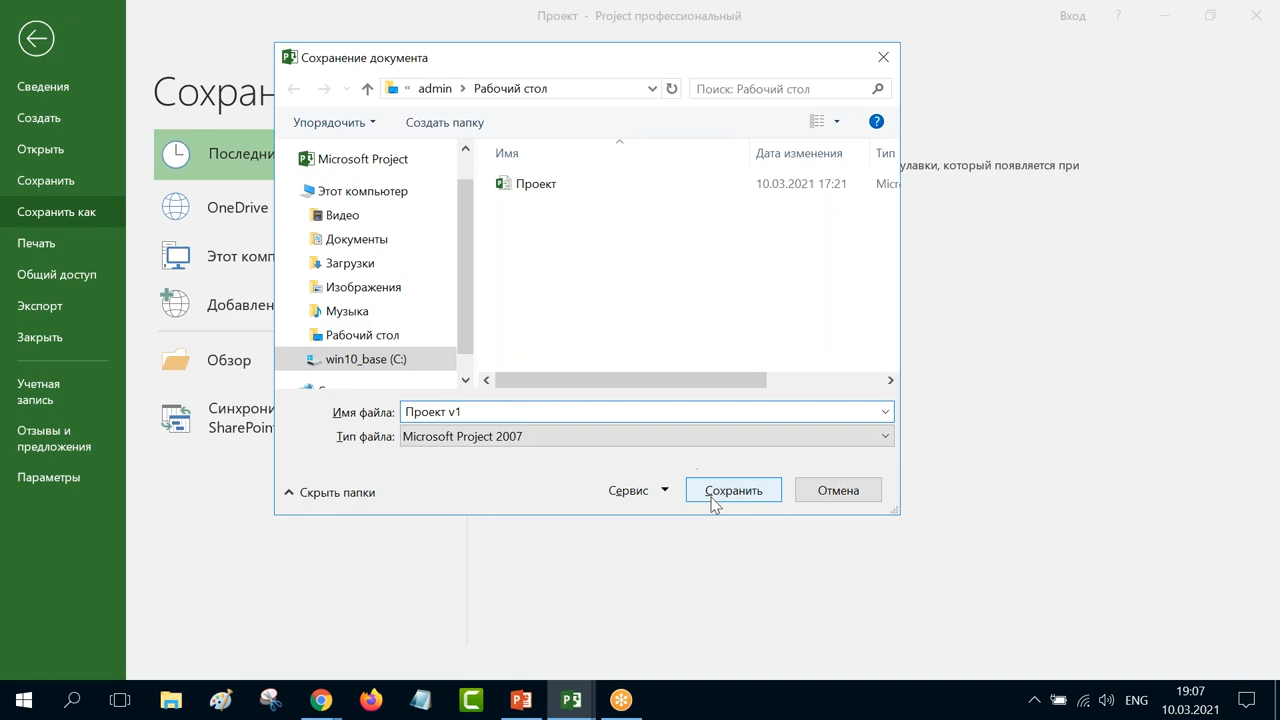 Проект - Project профессиональный
Вход
?
Сведения
Создать
Открыть
Сохранить
Сохранить как
Печать
Общий доступ
Экспорт
Закрыть
Учетная
запись
Отзывы и
предложения
Параметры
Сохран
Последни
OneDrive
Этот комп
Добавлен
Обзор
Синхрони
SharePoint
улавки, который появляется при
Сохранение документа
« admin > Рабочий стол
Поиск: Рабочий стол
Упорядочить
Создать папку
?
Microsoft Project
Этот компьютер
Видео
Документы
Загрузки
Изображения
Музыка
Рабочий стол
win10_base (C:)
Имя
Дата изменения
Тип
Проект
10.03.2021 17:21
Micro
Имя файла:
Проект v1
Тип файла:
Microsoft Project 2007
Скрыть папки
Сервис
Сохранить
Отмена
ENG
19:07
10.03.2021